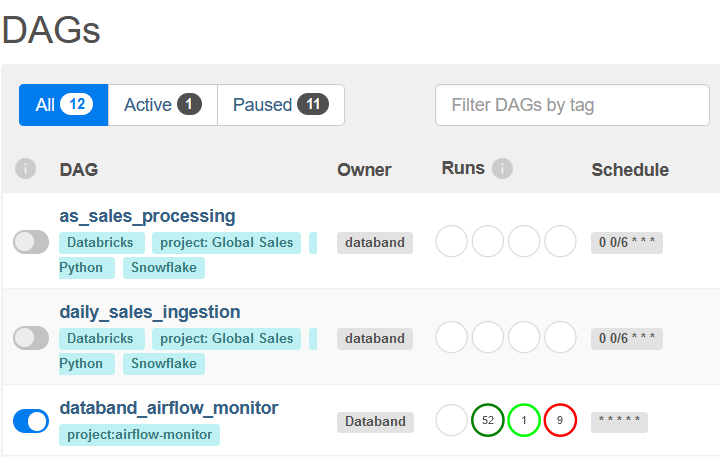 DAGs
All 12 Active 1 Paused 11 Filter DAGs by tag
i DAG Owner Runs i Schedule
as_sales_processing
Databricks project: Global Sales databand 0 0/6 * * *
Python Snowflake
daily_sales_ingestion
Databricks project: Global Sales databand 0 0/6 * * *
Python Snowflake
databand_airflow_monitor
project:airflow-monitor Databand 52 1 9 * * * * *